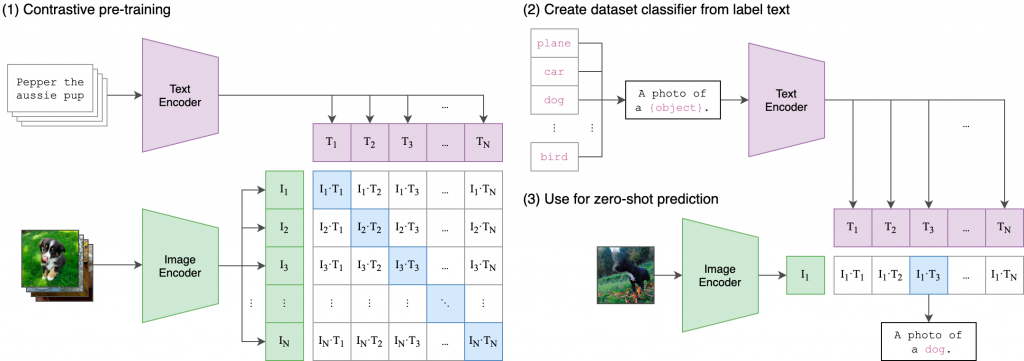 (1) Contrastive pre-training
Pepper the
aussie pup
Text
Encoder
...
T1 T2 T3 ... TN
Image
Encoder
I1 I1·T1 I1·T2 I1·T3 ... I1·TN
I2 I2·T1 I2·T2 I2·T3 ... I2·TN
I3 I3·T1 I3·T2 I3·T3 ... I3·TN
⋮ ⋮ ⋮ ⋮ ⋱ ⋮
IN IN·T1 IN·T2 IN·T3 ... IN·TN
(2) Create dataset classifier from label text
plane
car
dog
⋮ ⋮
bird
A photo of
a {object}.
Text
Encoder
...
T1 T2 T3 ... TN
(3) Use for zero-shot prediction
Image
Encoder
I1 I1·T1 I1·T2 I1·T3 ... I1·TN
A photo of
a dog.